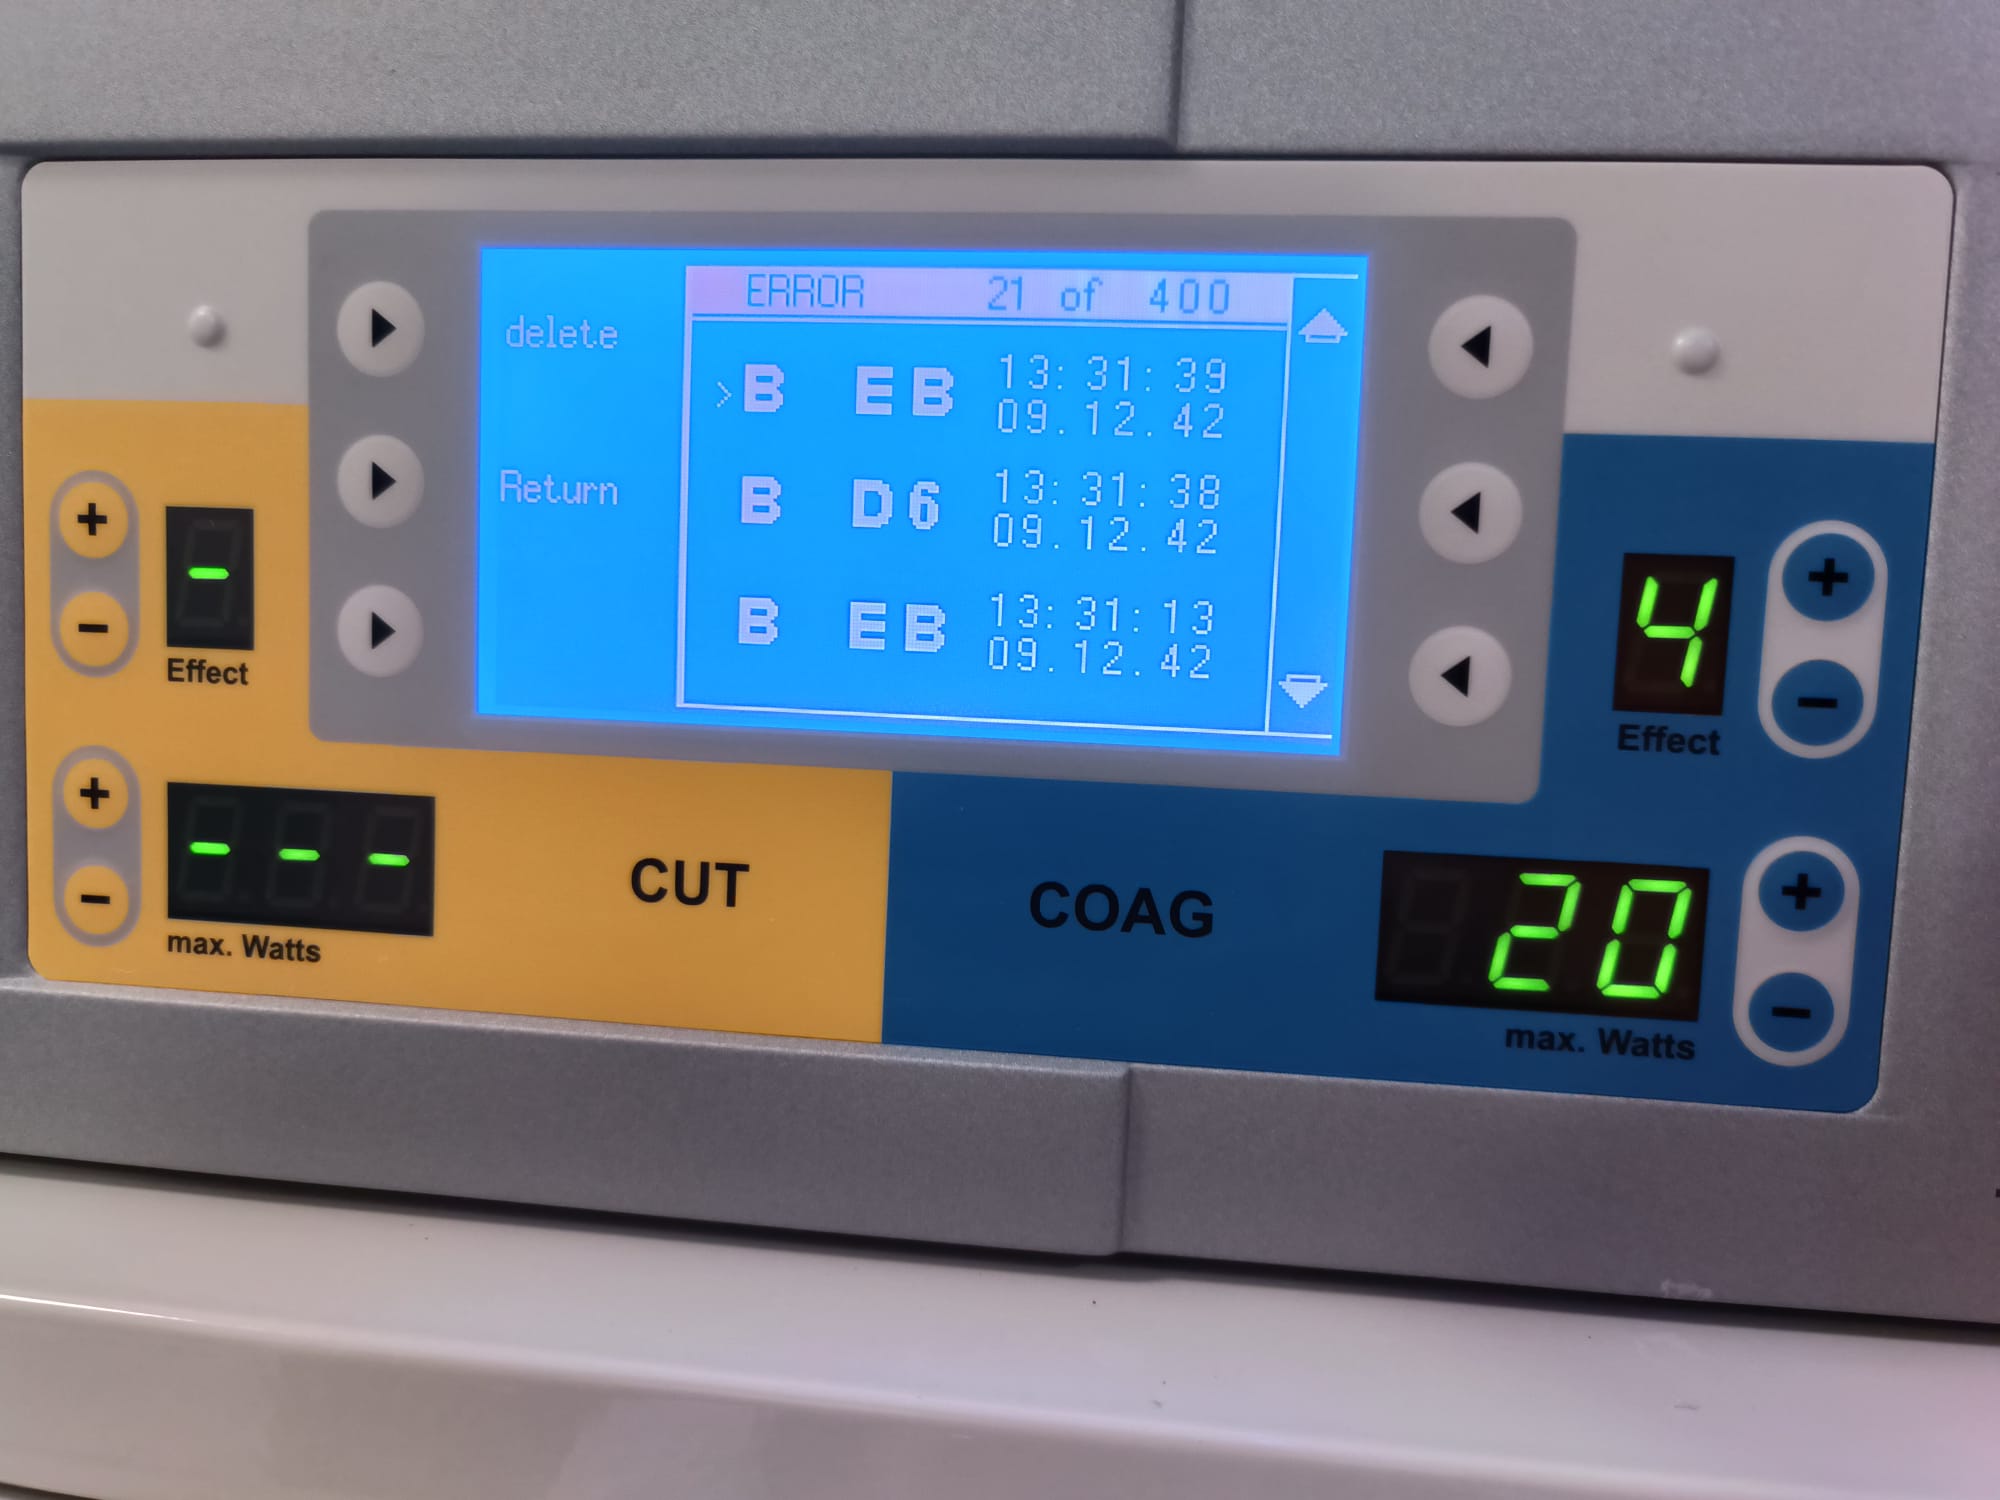 ERROR 21 of 400
delete
> B EB 13:31:39
09.12.42
Return
B D6 13:31:38
09.12.42
B EB 13:31:13
09.12.42
+
-
-
Effect
+
-
- - -
max. Watts
CUT
COAG
4
Effect
+
-
20
max. Watts
+
-